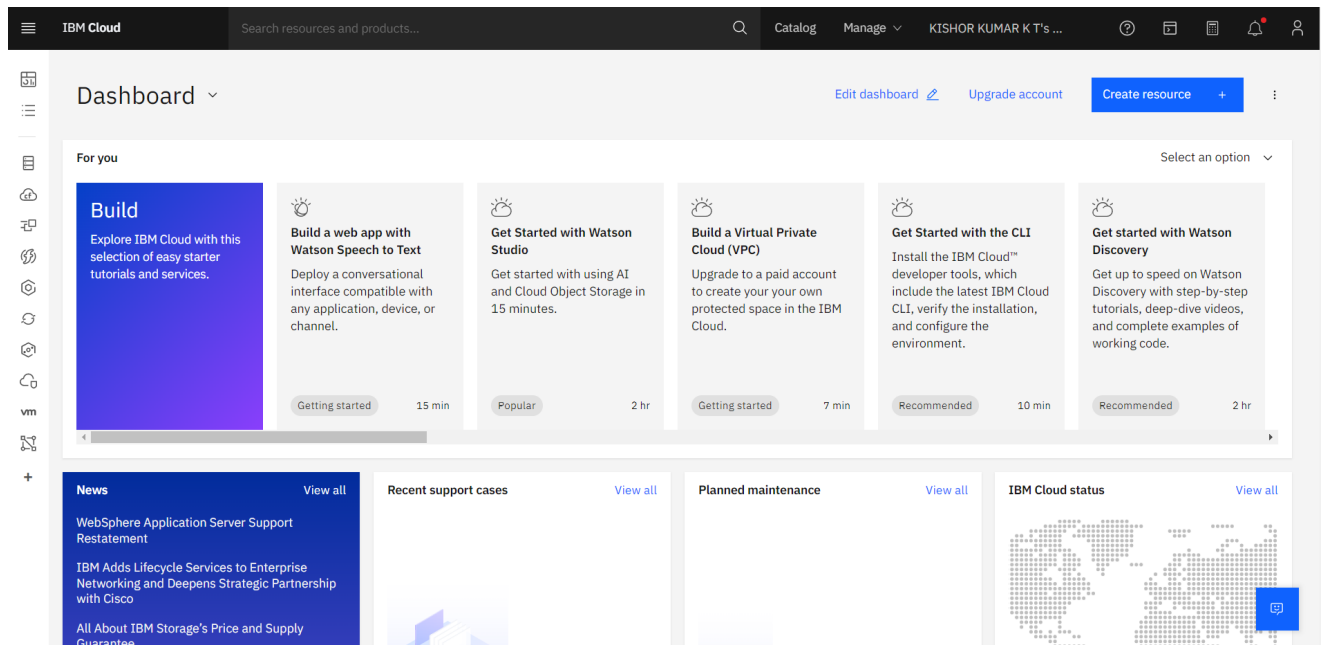 IBM Cloud
Search resources and products...
Catalog
Manage
KISHOR KUMAR K T's ...
Dashboard
Edit dashboard
Upgrade account
Create resource +
For you
Select an option
Build
Explore IBM Cloud with this
selection of easy starter
tutorials and services.
Build a web app with
Watson Speech to Text
Deploy a conversational
interface compatible with
any application, device, or
channel.
Getting started
15 min
Get Started with Watson
Studio
Get started with using AI
and Cloud Object Storage in
15 minutes.
Popular
2 hr
Build a Virtual Private
Cloud (VPC)
Upgrade to a paid account
to create your your own
protected space in the IBM
Cloud.
Getting started
7 min
Get Started with the CLI
Install the IBM Cloud™
developer tools, which
include the latest IBM Cloud
CLI, verify the installation,
and configure the
environment.
Recommended
10 min
Get started with Watson
Discovery
Get up to speed on Watson
Discovery with step-by-step
tutorials, deep-dive videos,
and complete examples of
working code.
Recommended
2 hr
cf
vm
+
News
View all
WebSphere Application Server Support
Restatement
IBM Adds Lifecycle Services to Enterprise
Networking and Deepens Strategic Partnership
with Cisco
All About IBM Storage's Price and Supply
Guarantee
Recent support cases
View all
Planned maintenance
View all
IBM Cloud status
View all